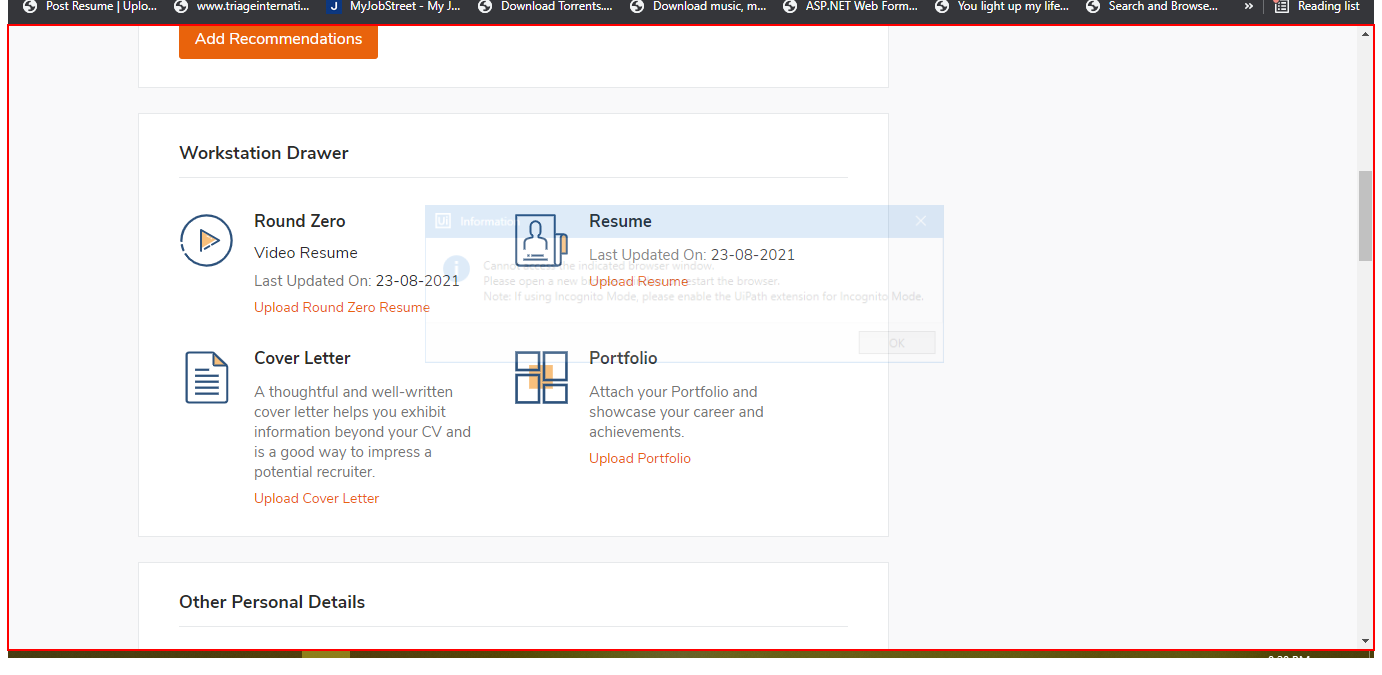 Post Resume | Uplo...
www.triageinternati...
J MyJobStreet - My J...
Download Torrents....
Download music, m...
ASP.NET Web Form...
You light up my life...
Search and Browse...
»
Reading list
Add Recommendations
Workstation Drawer
Round Zero
Video Resume
Last Updated On: 23-08-2021
Upload Round Zero Resume
Resume
Last Updated On: 23-08-2021
Upload Resume
Ui Information
Cannot access the indicated browser window.
Please open a new browser restart the browser.
Note: If using Incognito Mode, please enable the UiPath extension for Incognito Mode.
OK
Cover Letter
A thoughtful and well-written
cover letter helps you exhibit
information beyond your CV and
is a good way to impress a
potential recruiter.
Upload Cover Letter
Portfolio
Attach your Portfolio and
showcase your career and
achievements.
Upload Portfolio
Other Personal Details